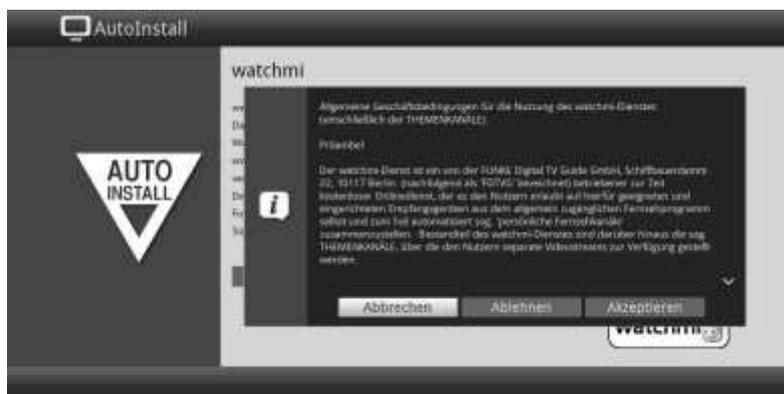 AutoInstall
watchmi
AUTO
INSTALL
Allgemeine Geschäftsbedingungen für die Nutzung des watchmi-Dienstes
(einschließlich der THEMENKANÄLE)
Präambel
Der watchmi-Dienst ist ein von der FUNKE Digital TV Guide GmbH, Schiffbauerdamm
22, 10117 Berlin, (nachfolgend als "FDTVG" bezeichnet) betriebener zur Zeit
kostenloser Onlinedienst, der es den Nutzern erlaubt auf hierfür geeigneten und
eingerichteten Empfangsgeräten aus dem allgemein zugänglichen Fernsehprogramm
selbst und zum Teil automatisiert sog. "persönliche Fernsehkanäle"
zusammenzustellen. Bestandteil des watchmi-Dienstes sind darüber hinaus die sog.
THEMENKANÄLE, über die den Nutzern separate Videostreams zur Verfügung gestellt
werden.
Abbrechen
Ablehnen
Akzeptieren
watchmi